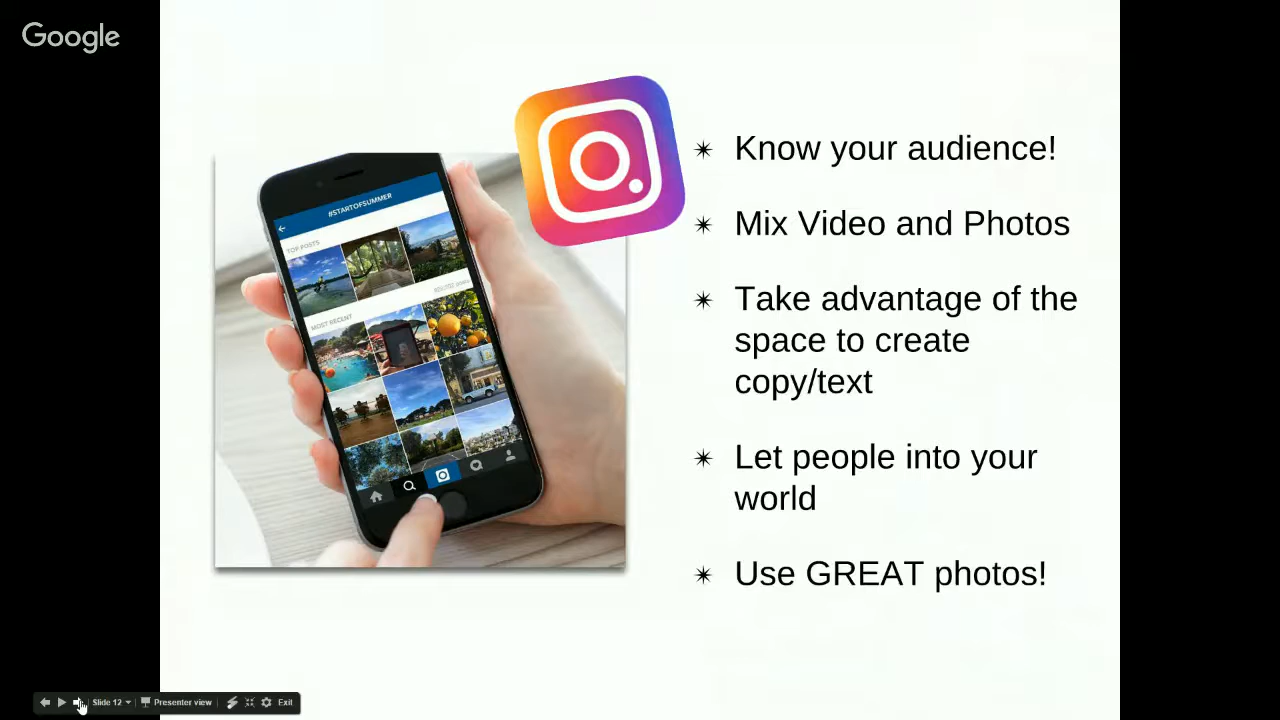 Google
#STARTOFSUMMER
TOP POSTS
MOST RECENT
✴ Know your audience!
✴ Mix Video and Photos
✴ Take advantage of the
space to create
copy/text
✴ Let people into your
world
✴ Use GREAT photos!
Slide 12 Presenter view Exit